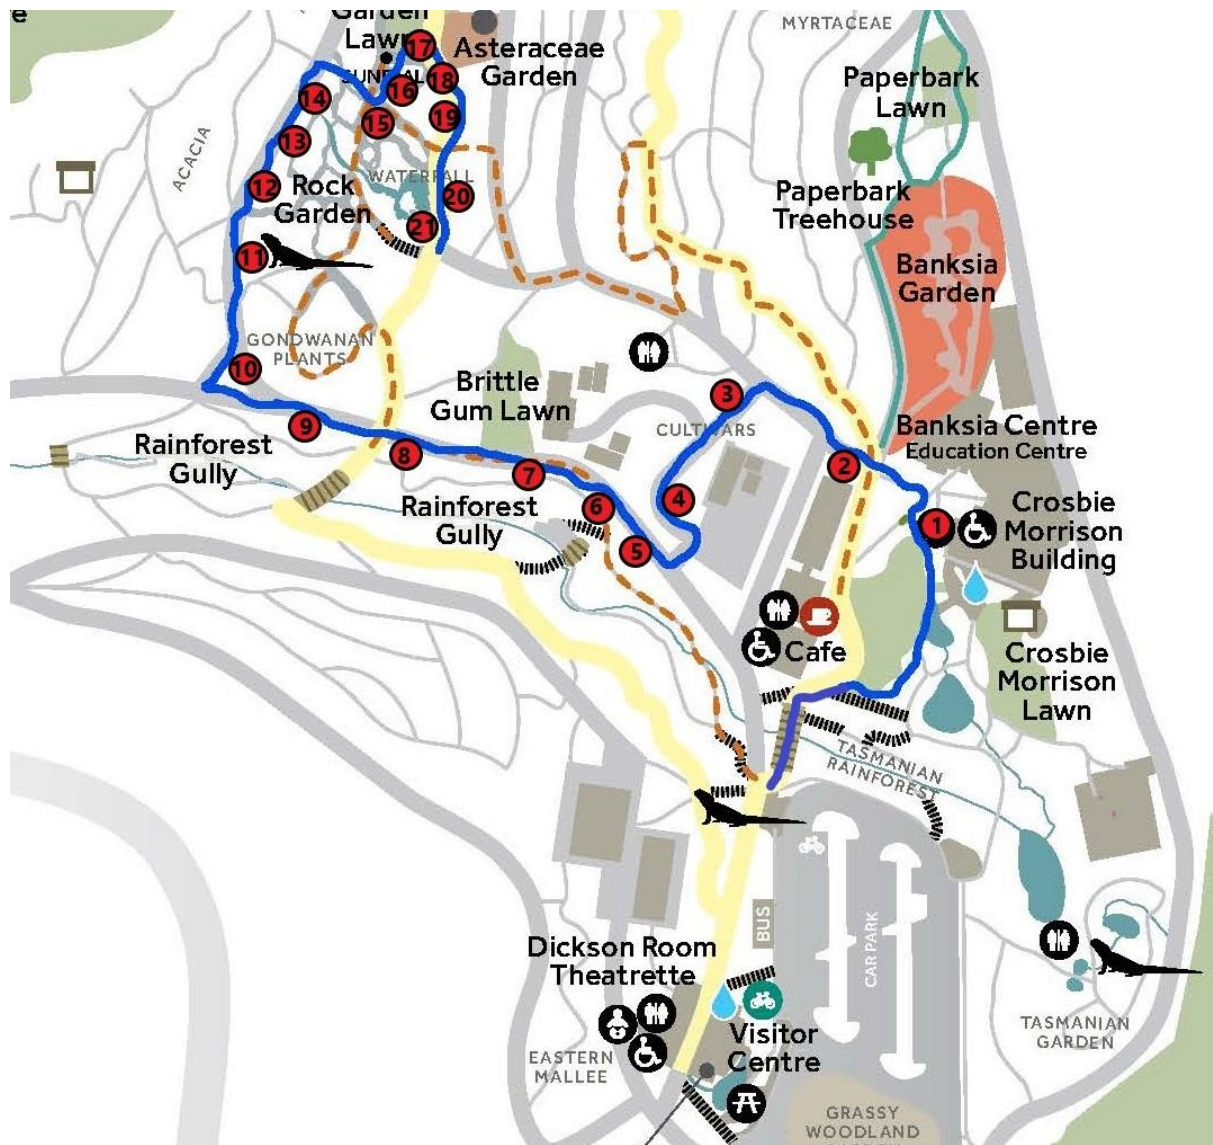 e
Garden
Lawn
17
Asteraceae
Garden
MYRTACEAE
Paperbark
Lawn
SUNDIAL
18
16
14
15
19
13
ACACIA
12
Rock
Garden
WATERFALL
20
21
11
Paperbark
Treehouse
Banksia
Garden
GONDWANAN
PLANTS
10
Brittle
Gum Lawn
3
CULTIVARS
9
8
7
Rainforest
Gully
Rainforest
Gully
6
5
4
2
Banksia Centre
Education Centre
1
Crosbie
Morrison
Building
Cafe
Crosbie
Morrison
Lawn
TASMANIAN
RAINFOREST
BUS
CAR PARK
Dickson Room
Theatrette
Visitor
Centre
EASTERN
MALLEE
TASMANIAN
GARDEN
GRASSY
WOODLAND